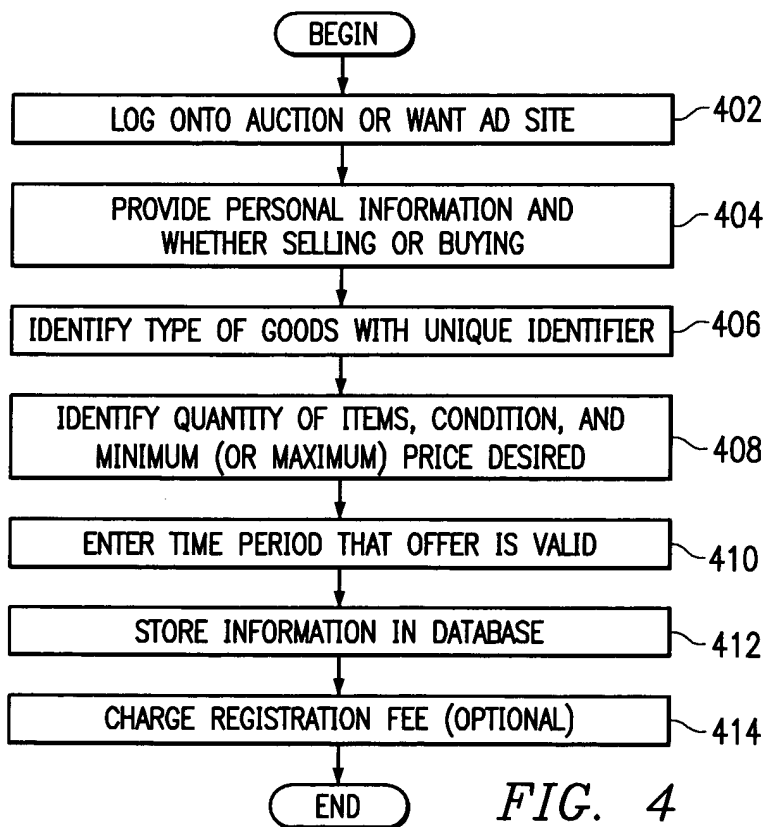 BEGIN
LOG ONTO AUCTION OR WANT AD SITE
402
PROVIDE PERSONAL INFORMATION AND
WHETHER SELLING OR BUYING
404
IDENTIFY TYPE OF GOODS WITH UNIQUE IDENTIFIER
406
IDENTIFY QUANTITY OF ITEMS, CONDITION, AND
MINIMUM (OR MAXIMUM) PRICE DESIRED
408
ENTER TIME PERIOD THAT OFFER IS VALID
410
STORE INFORMATION IN DATABASE
412
CHARGE REGISTRATION FEE (OPTIONAL)
414
END
FIG. 4